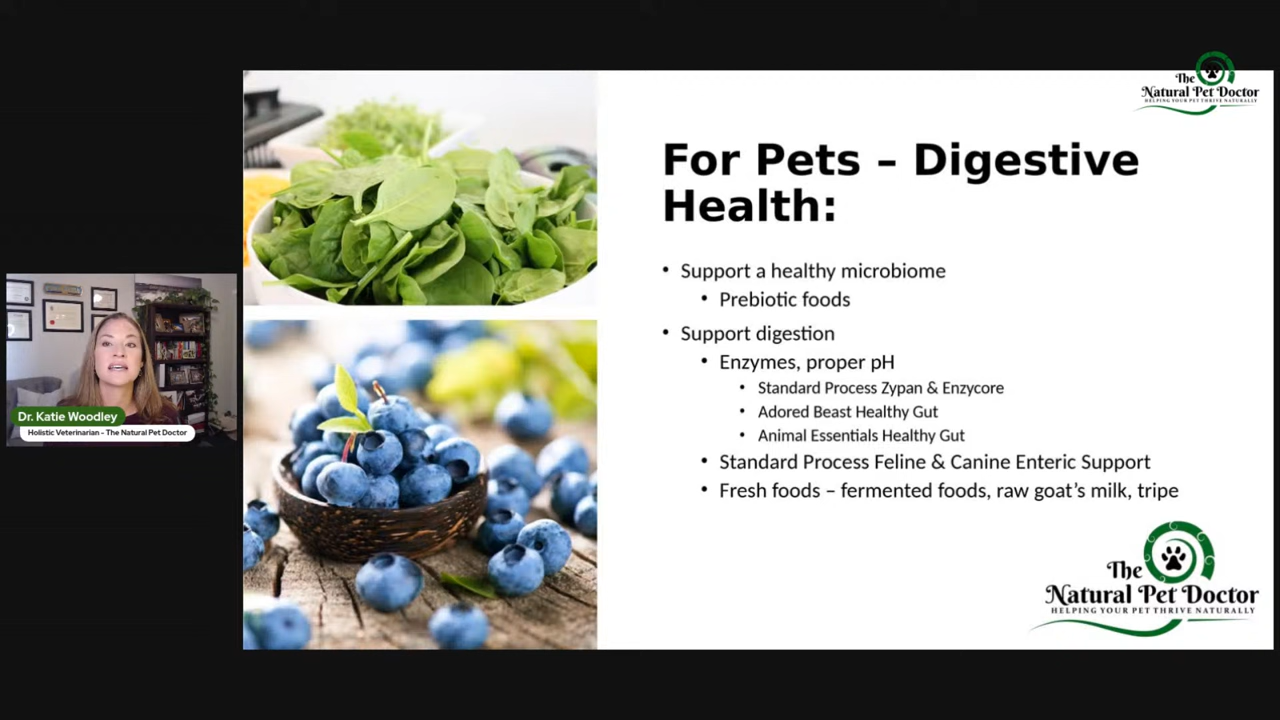 The
Natural Pet Doctor
HELPING YOUR PET THRIVE NATURALLY
For Pets – Digestive
Health:
• Support a healthy microbiome
• Prebiotic foods
• Support digestion
• Enzymes, proper pH
• Standard Process Zypan & Enzycore
• Adored Beast Healthy Gut
• Animal Essentials Healthy Gut
• Standard Process Feline & Canine Enteric Support
• Fresh foods – fermented foods, raw goat’s milk, tripe
Dr. Katie Woodley
Holistic Veterinarian - The Natural Pet Doctor
The
Natural Pet Doctor
HELPING YOUR PET THRIVE NATURALLY